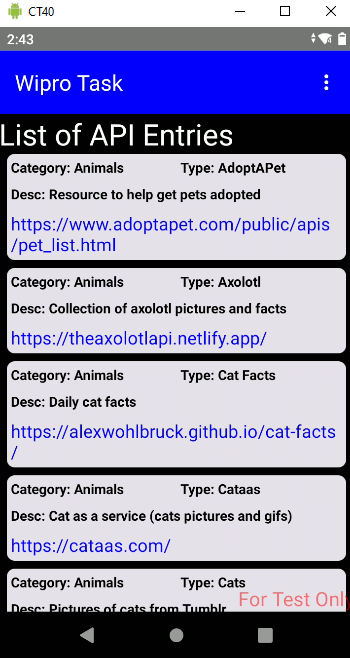 CT40
2:43
Wipro Task
List of API Entries
Category: Animals Type: AdoptAPet
Desc: Resource to help get pets adopted
https://www.adoptapet.com/public/apis
/pet_list.html
Category: Animals Type: Axolotl
Desc: Collection of axolotl pictures and facts
https://theaxolotlapi.netlify.app/
Category: Animals Type: Cat Facts
Desc: Daily cat facts
https://alexwohlbruck.github.io/cat-facts
/
Category: Animals Type: Cataas
Desc: Cat as a service (cats pictures and gifs)
https://cataas.com/
Category: Animals Type: Cats
For Test Onl
Desc: Pictures of cats from Tumblr